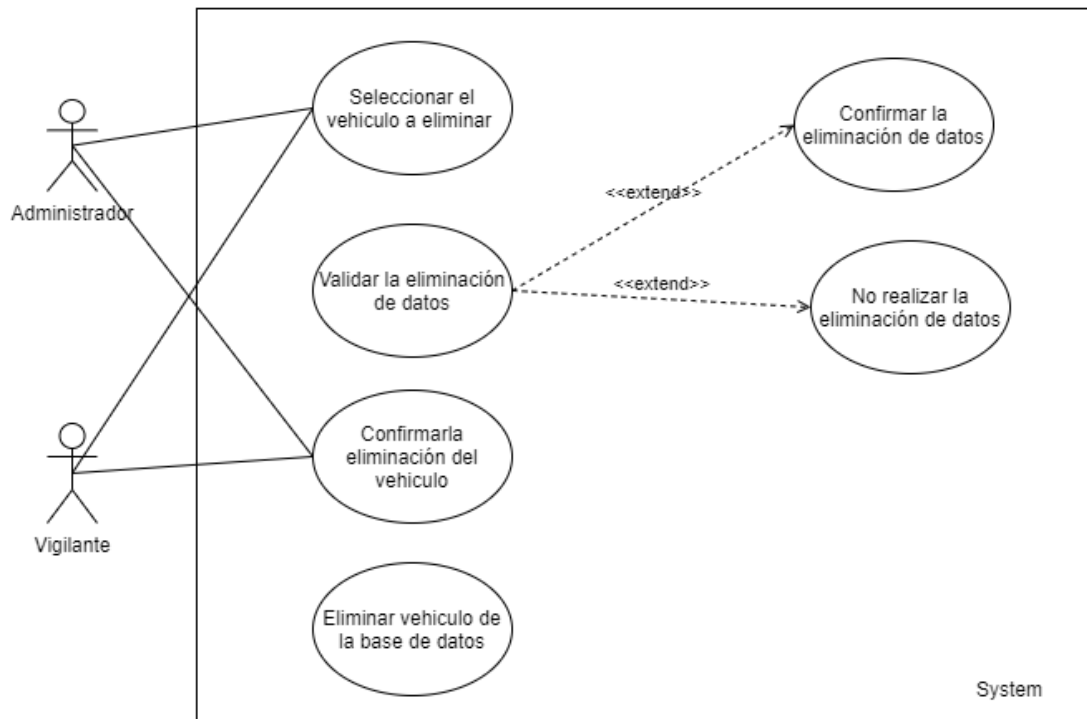 Seleccionar el
vehiculo a eliminar
Confirmar la
eliminación de datos
<<extend>>
Administrador
Validar la eliminación
de datos
<<extend>>
No realizar la
eliminación de datos
Confirmarla
eliminación del
vehiculo
Vigilante
Eliminar vehiculo de
la base de datos
System